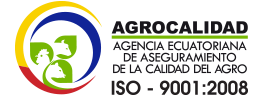 AGROCALIDAD
AGENCIA ECUATORIANA
DE ASEGURAMIENTO
DE LA CALIDAD DEL AGRO
ISO - 9001:2008